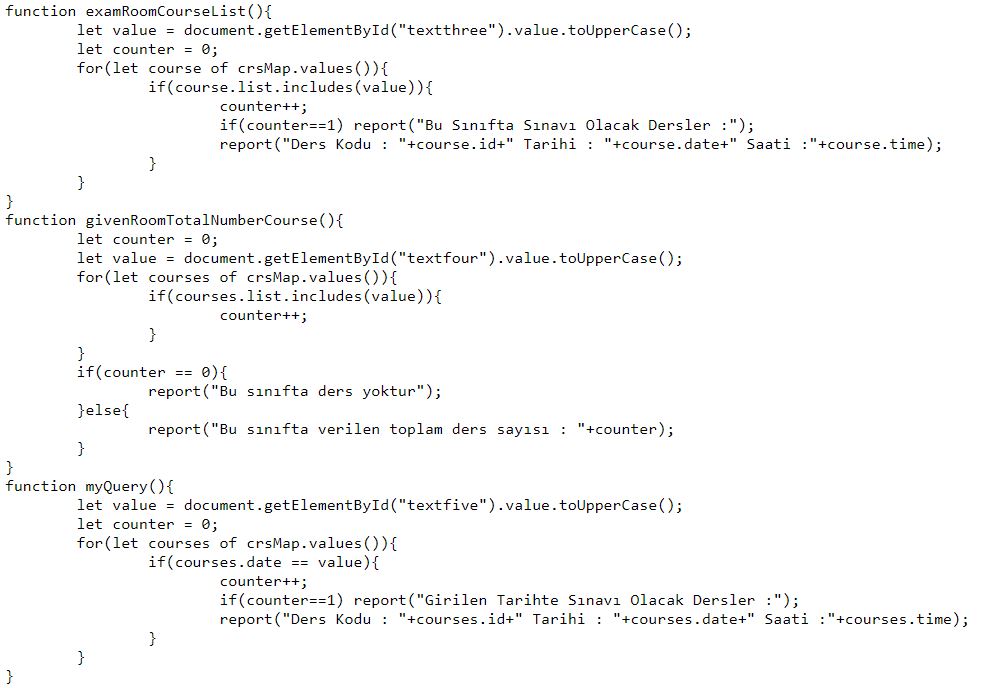 function examRoomCourseList(){
        let value = document.getElementById("textthree").value.toUpperCase();
        let counter = 0;
        for(let course of crsMap.values()){
                if(course.list.includes(value)){
                        counter++;
                        if(counter==1) report("Bu Sınıfta Sınavı Olacak Dersler :");
                        report("Ders Kodu : "+course.id+" Tarihi : "+course.date+" Saati :"+course.time);
                }
        }
}
function givenRoomTotalNumberCourse(){
        let counter = 0;
        let value = document.getElementById("textfour").value.toUpperCase();
        for(let courses of crsMap.values()){
                if(courses.list.includes(value)){
                        counter++;
                }
        }
        if(counter == 0){
                report("Bu sınıfta ders yoktur");
        }else{
                report("Bu sınıfta verilen toplam ders sayısı : "+counter);
        }
}
function myQuery(){
        let value = document.getElementById("textfive").value.toUpperCase();
        let counter = 0;
        for(let courses of crsMap.values()){
                if(courses.date == value){
                        counter++;
                        if(counter==1) report("Girilen Tarihte Sınavı Olacak Dersler :");
                        report("Ders Kodu : "+courses.id+" Tarihi : "+courses.date+" Saati :"+courses.time);
                }
        }
}